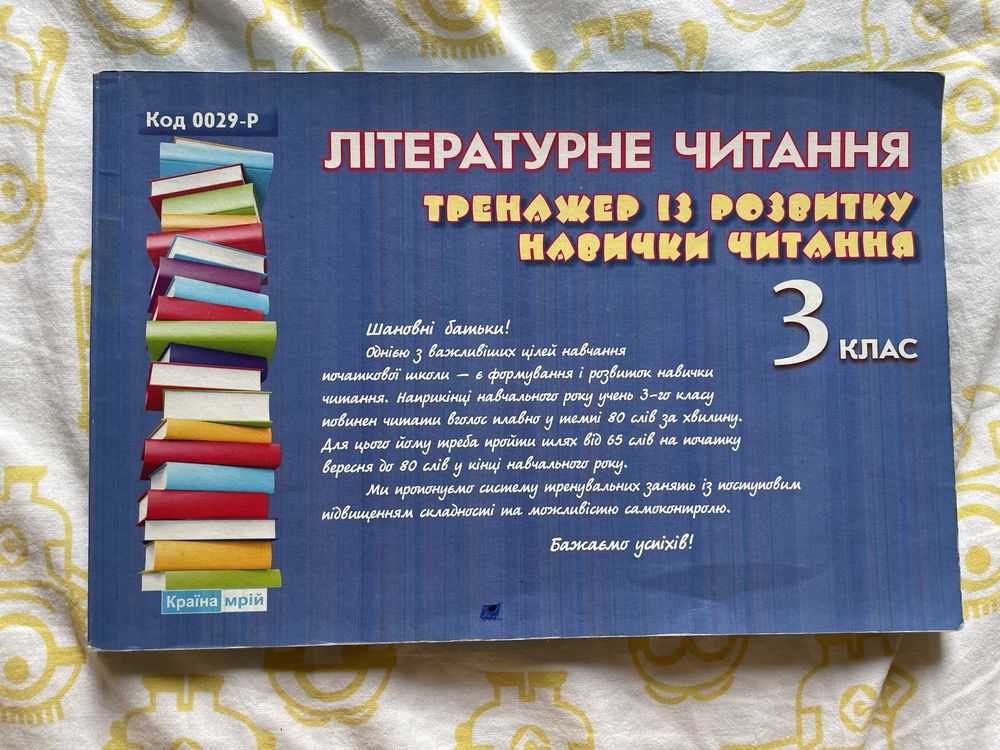 Код 0029-Р
ЛІТЕРАТУРНЕ ЧИТАННЯ
ТРЕНАЖЕР ІЗ РОЗВИТКУ
НАВИЧКИ ЧИТАННЯ
3 КЛАС
Шановні батьки!
Однією з важливіших цілей навчання
початкової школи — є формування і розвиток навички
читання. Наприкінці навчального року учень 3-го класу
повинен читати вголос плавно у темпі 80 слів за хвилину.
Для цього йому треба пройти шлях від 65 слів на початку
вересня до 80 слів у кінці навчального року.
Ми пропонуємо систему тренувальних занять із поступовим
підвищенням складності та можливістю самоконтролю.
Бажаємо успіхів!
Країна мрій